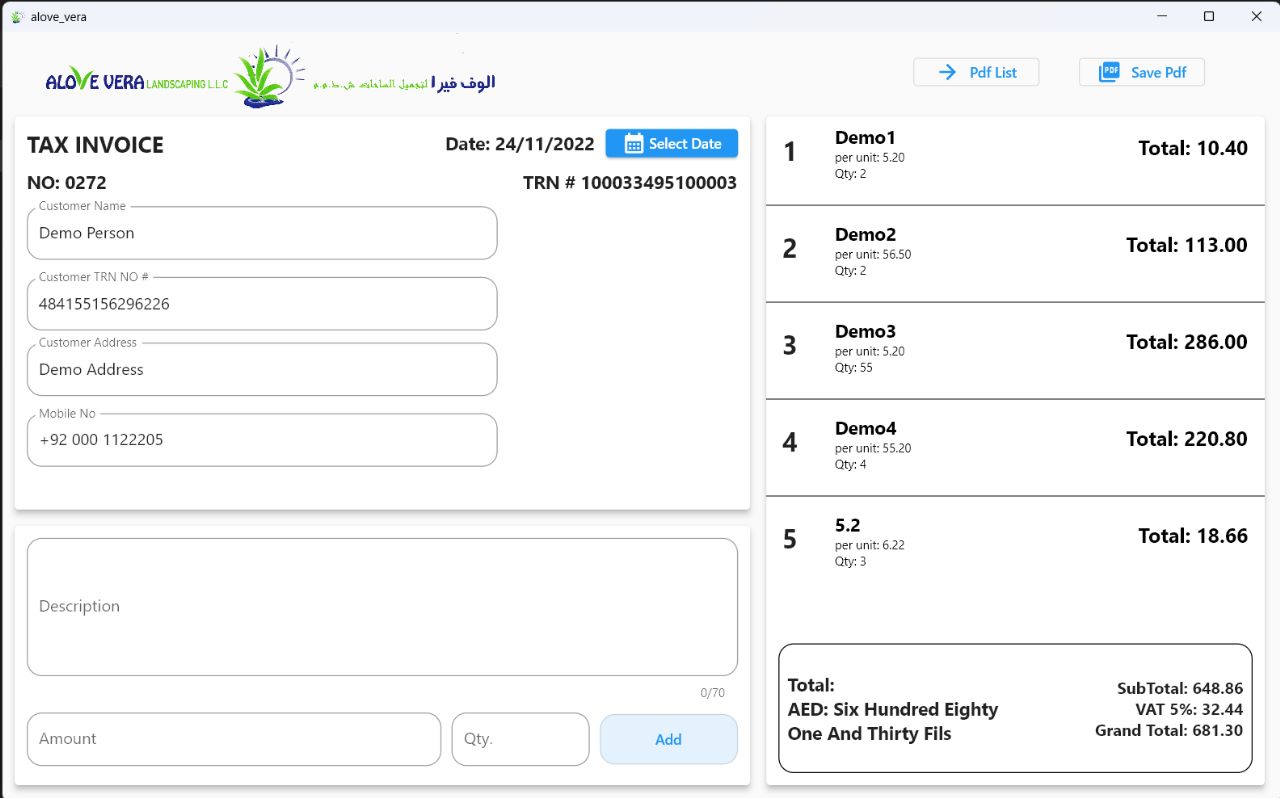 alove_vera
ALOVE VERA LANDSCAPING L.L.C
الوف فيرا لتجميل الساحات ش.ذ.م.م
Pdf List
PDF Save Pdf
TAX INVOICE
Date: 24/11/2022
Select Date
NO: 0272
TRN # 100033495100003
Customer Name
Demo Person
Customer TRN NO #
484155156296226
Customer Address
Demo Address
Mobile No
+92 000 1122205
Description
0/70
Amount
Qty.
Add
1
Demo1
per unit: 5.20
Qty: 2
Total: 10.40
2
Demo2
per unit: 56.50
Qty: 2
Total: 113.00
3
Demo3
per unit: 5.20
Qty: 55
Total: 286.00
4
Demo4
per unit: 55.20
Qty: 4
Total: 220.80
5
5.2
per unit: 6.22
Qty: 3
Total: 18.66
Total:
AED: Six Hundred Eighty
One And Thirty Fils
SubTotal: 648.86
VAT 5%: 32.44
Grand Total: 681.30